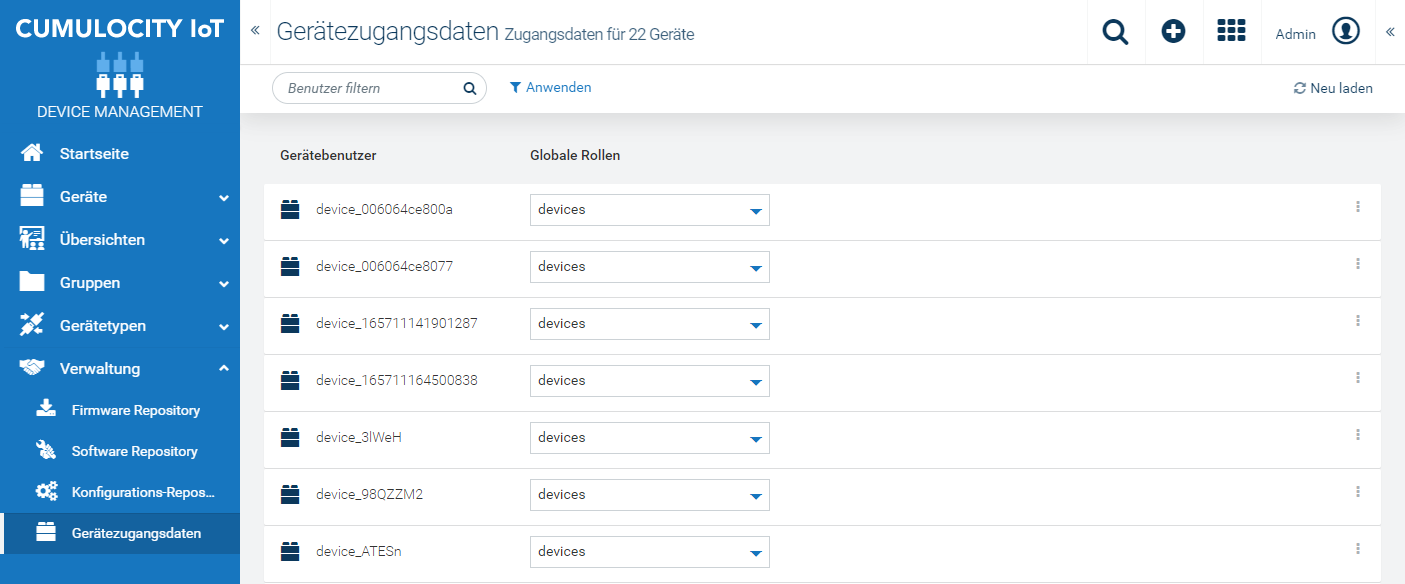 CUMULOCITY IoT
DEVICE MANAGEMENT
Startseite
Geräte
Übersichten
Gruppen
Gerätetypen
Verwaltung
Firmware Repository
Software Repository
Konfigurations-Repos...
Gerätezugangsdaten
Gerätezugangsdaten Zugangsdaten für 22 Geräte
Admin
Benutzer filtern
Anwenden
Neu laden
Gerätebenutzer Globale Rollen
device_006064ce800a devices
device_006064ce8077 devices
device_165711141901287 devices
device_165711164500838 devices
device_3lWeH devices
device_98QZZM2 devices
device_ATESn devices